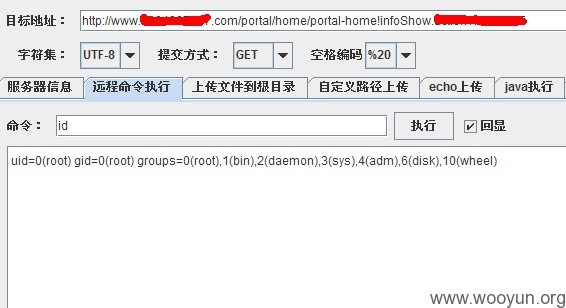 目标地址： http://www. .com/portal/home/portal-home!infoShow.
字符集： UTF-8 提交方式： GET 空格编码 %20
服务器信息 远程命令执行 上传文件到根目录 自定义路径上传 echo上传 java执行
命令： id 执行 回显
uid=0(root) gid=0(root) groups=0(root),1(bin),2(daemon),3(sys),4(adm),6(disk),10(wheel)
www.wooyun.org